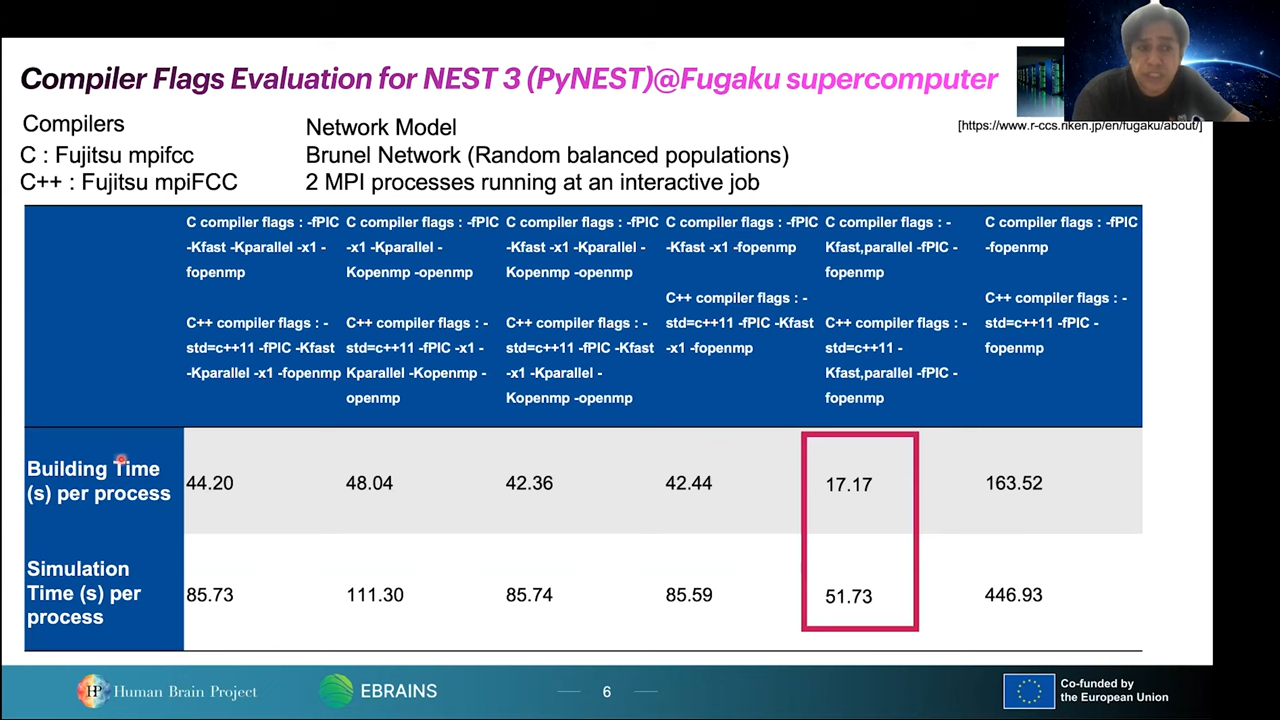 Compiler Flags Evaluation for NEST 3 (PyNEST)@Fugaku supercomputer
[https://www.r-ccs.riken.jp/en/fugaku/about/]
Compilers
C : Fujitsu mpifcc
C++ : Fujitsu mpiFCC
Network Model
Brunel Network (Random balanced populations)
2 MPI processes running at an interactive job
C compiler flags : -fPIC
-Kfast -Kparallel -x1 -
fopenmp
C++ compiler flags : -
std=c++11 -fPIC -Kfast
-Kparallel -x1 -fopenmp
C compiler flags : -fPIC
-x1 -Kparallel -
Kopenmp -openmp
C++ compiler flags : -
std=c++11 -fPIC -x1 -
Kparallel -Kopenmp -
openmp
C compiler flags : -fPIC
-Kfast -x1 -Kparallel -
Kopenmp -openmp
C++ compiler flags : -
std=c++11 -fPIC -Kfast
-x1 -Kparallel -
Kopenmp -openmp
C compiler flags : -fPIC
-Kfast -x1 -fopenmp
C++ compiler flags : -
std=c++11 -fPIC -Kfast
-x1 -fopenmp
C compiler flags : -
Kfast,parallel -fPIC -
fopenmp
C++ compiler flags : -
std=c++11 -
Kfast,parallel -fPIC -
fopenmp
C compiler flags : -fPIC
-fopenmp
C++ compiler flags : -
std=c++11 -fPIC -
fopenmp
Building Time
(s) per process
44.20 48.04 42.36 42.44 17.17 163.52
Simulation
Time (s) per
process
85.73 111.30 85.74 85.59 51.73 446.93
HP Human Brain Project
EBRAINS
6
Co-funded by
the European Union